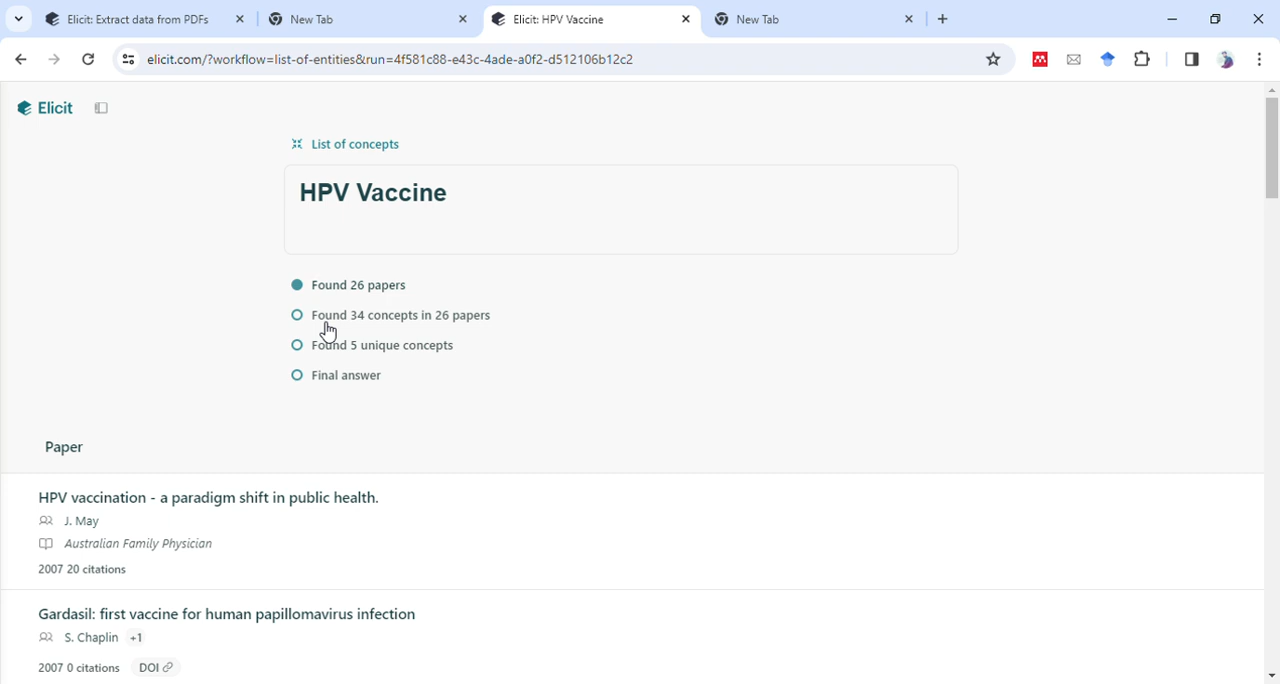 Elicit: Extract data from PDFs
New Tab
Elicit: HPV Vaccine
New Tab
elicit.com/?workflow=list-of-entities&run=4f581c88-e43c-4ade-a0f2-d512106b12c2
Elicit
List of concepts
HPV Vaccine
Found 26 papers
Found 34 concepts in 26 papers
Found 5 unique concepts
Final answer
Paper
HPV vaccination - a paradigm shift in public health.
J. May
Australian Family Physician
2007 20 citations
Gardasil: first vaccine for human papillomavirus infection
S. Chaplin +1
2007 0 citations DOI